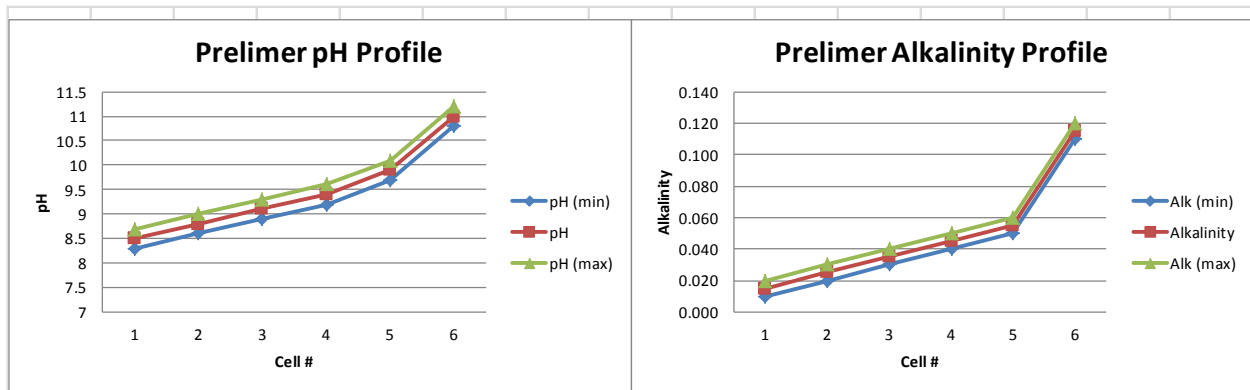 Prelimer pH Profile
11.5
11
10.5
10
9.5
9
8.5
8
7.5
7
pH
1 2 3 4 5 6
Cell #
pH (min)
pH
pH (max)
Prelimer Alkalinity Profile
0.140
0.120
0.100
0.080
0.060
0.040
0.020
0.000
Alkalinity
1 2 3 4 5 6
Cell #
Alk (min)
Alkalinity
Alk (max)